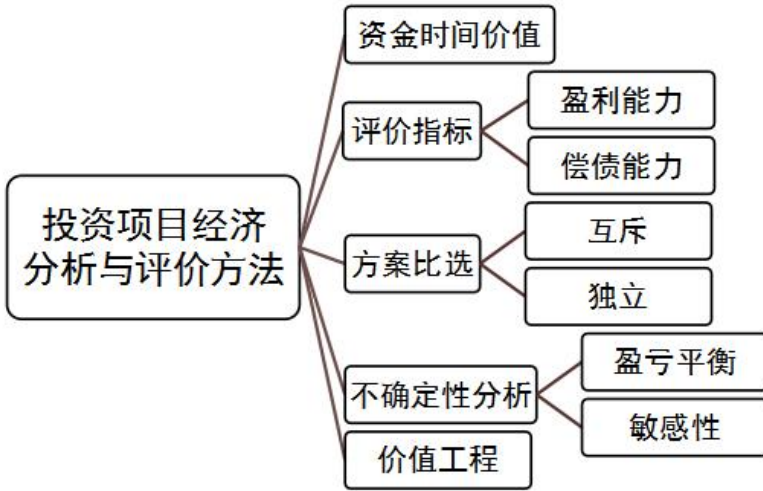 投资项目经济
分析与评价方法
资金时间价值
评价指标
盈利能力
偿债能力
方案比选
互斥
独立
不确定性分析
盈亏平衡
敏感性
价值工程